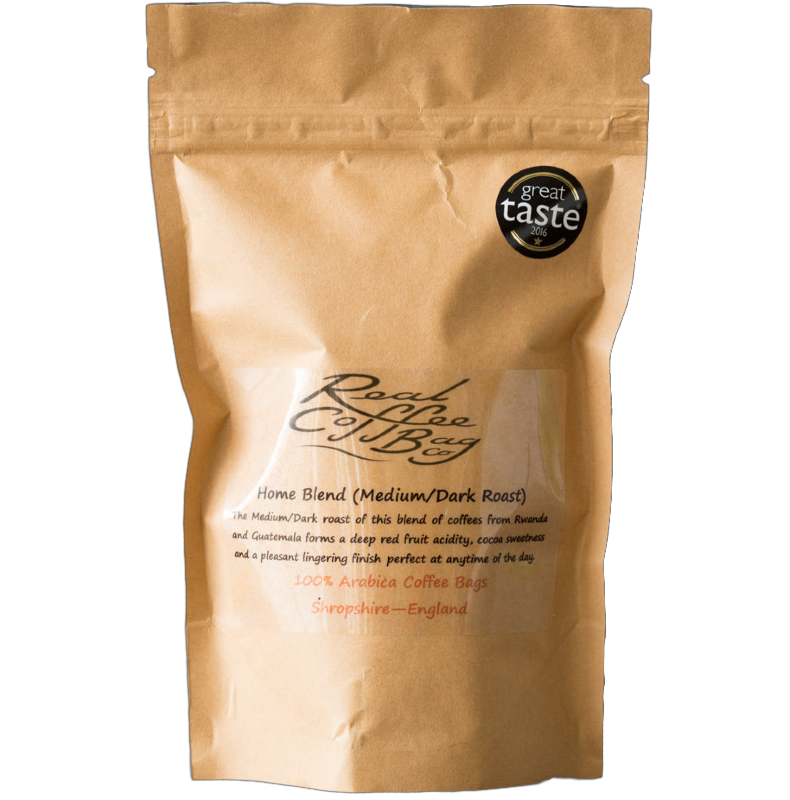 great
taste
2016
Real
Coffee
Bag
Co
Home Blend (Medium/Dark Roast)
The Medium/Dark roast of this blend of coffees from Rwanda
and Guatemala forms a deep red fruit acidity, cocoa sweetness
and a pleasant lingering finish perfect at anytime of the day.
100% Arabica Coffee Bags
Shropshire—England